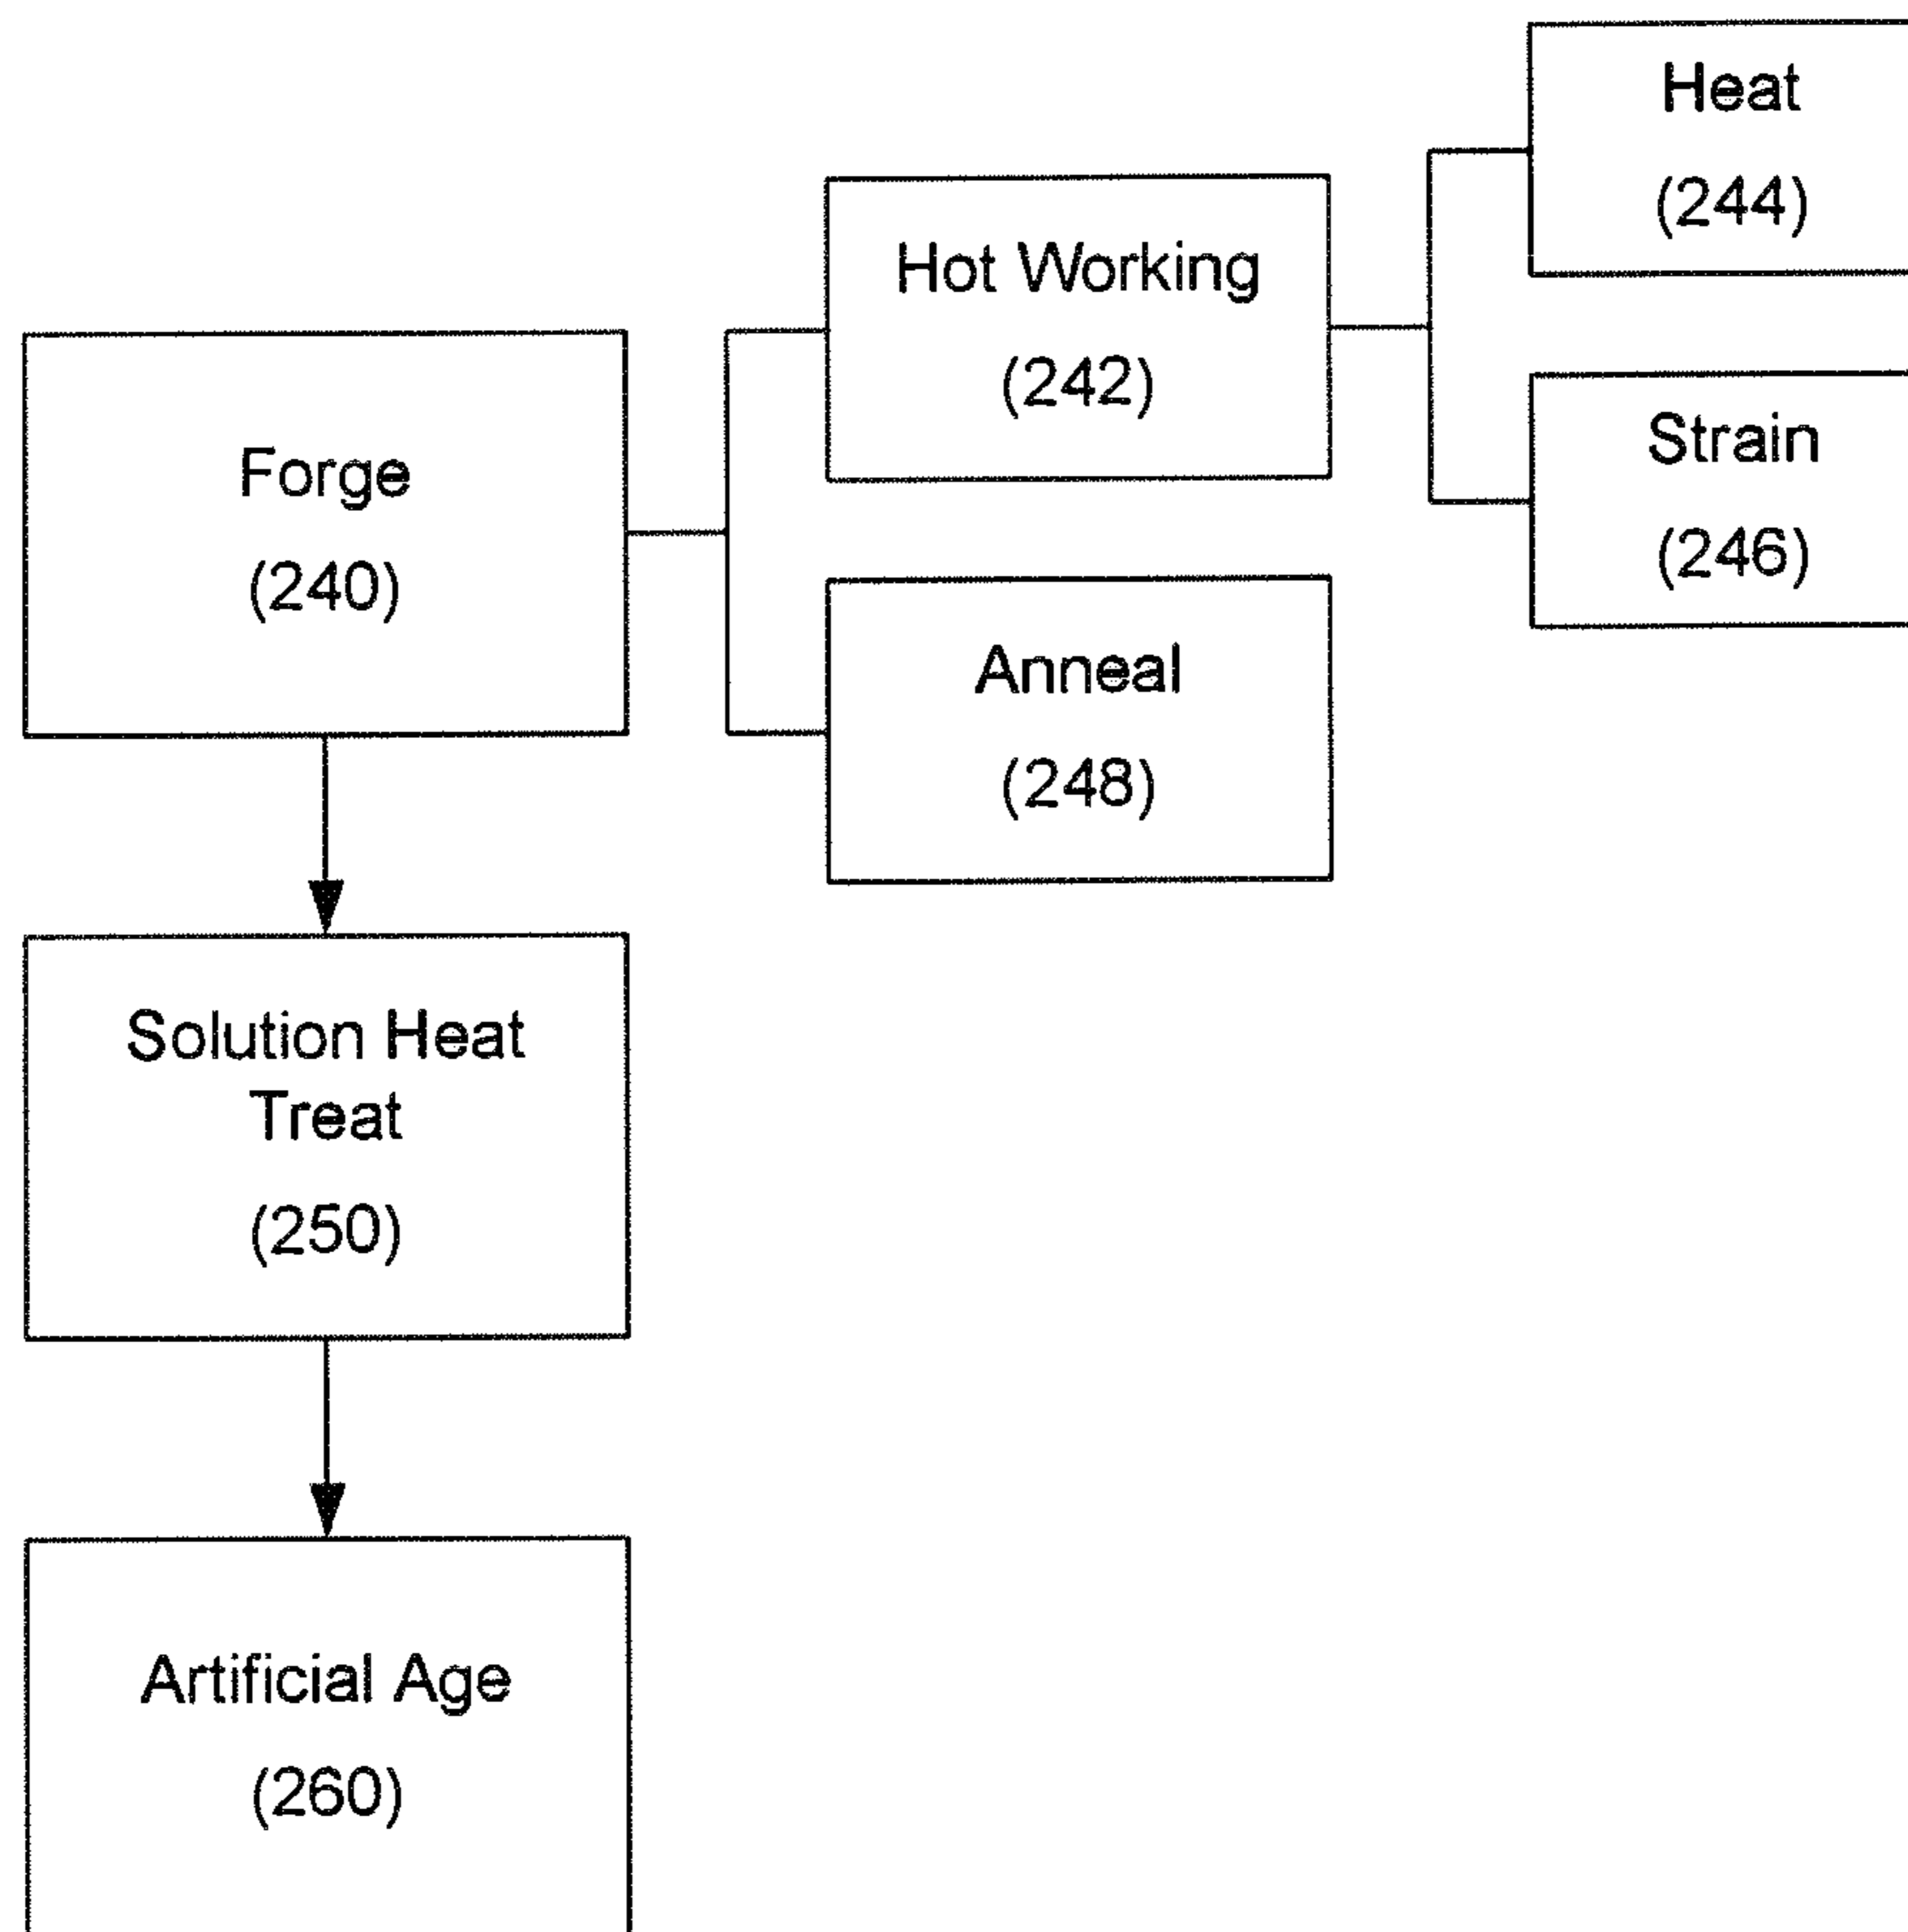 Heat
(244)
Hot Working
(242)
Strain
(246)
Forge
(240)
Anneal
(248)
Solution Heat
Treat
(250)
Artificial Age
(260)